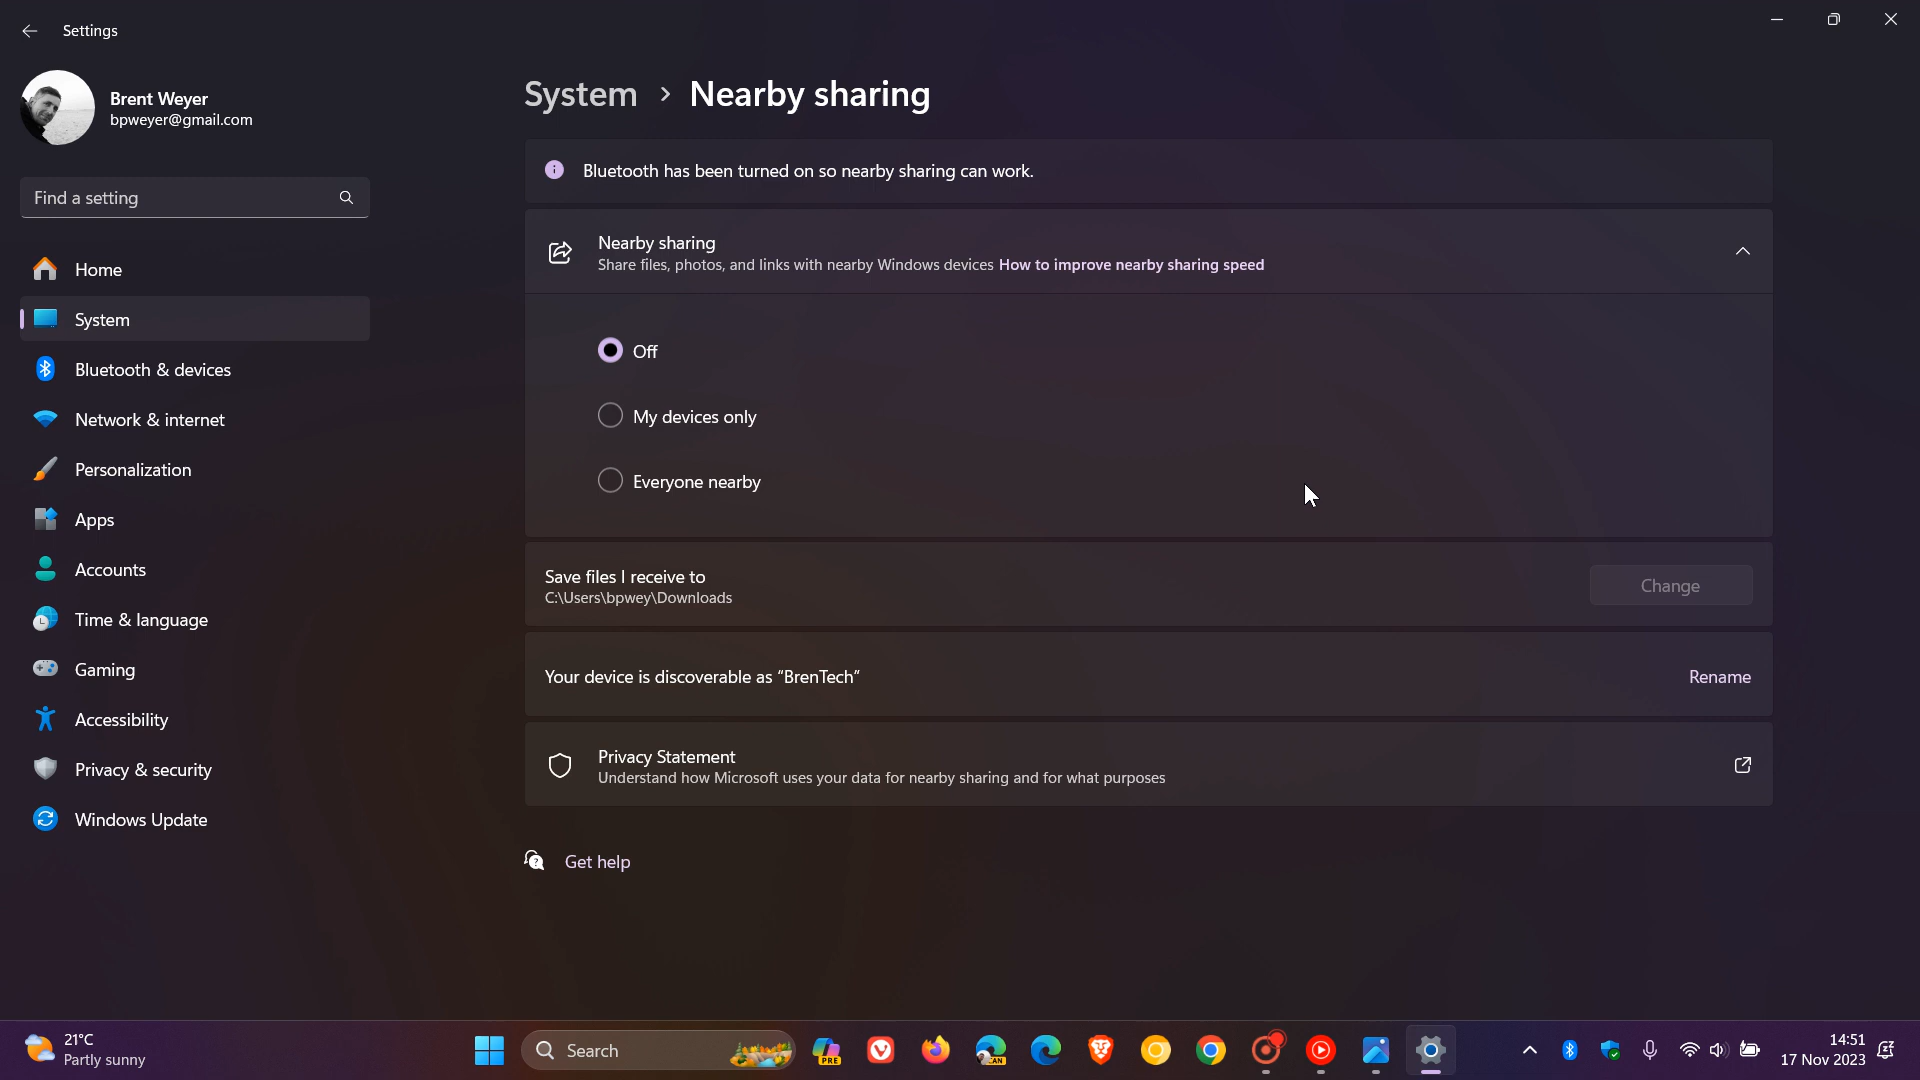 Settings
Brent Weyer
bpweyer@gmail.com
Find a setting
Home
System
Bluetooth & devices
Network & internet
Personalization
Apps
Accounts
Time & language
Gaming
Accessibility
Privacy & security
Windows Update
System > Nearby sharing
Bluetooth has been turned on so nearby sharing can work.
Nearby sharing
Share files, photos, and links with nearby Windows devices How to improve nearby sharing speed
Off
My devices only
Everyone nearby
Save files I receive to
C:\Users\bpwey\Downloads
Change
Your device is discoverable as "BrenTech"
Rename
Privacy Statement
Understand how Microsoft uses your data for nearby sharing and for what purposes
Get help
21°C
Partly sunny
Search
PRE
CAN
14:51
17 Nov 2023